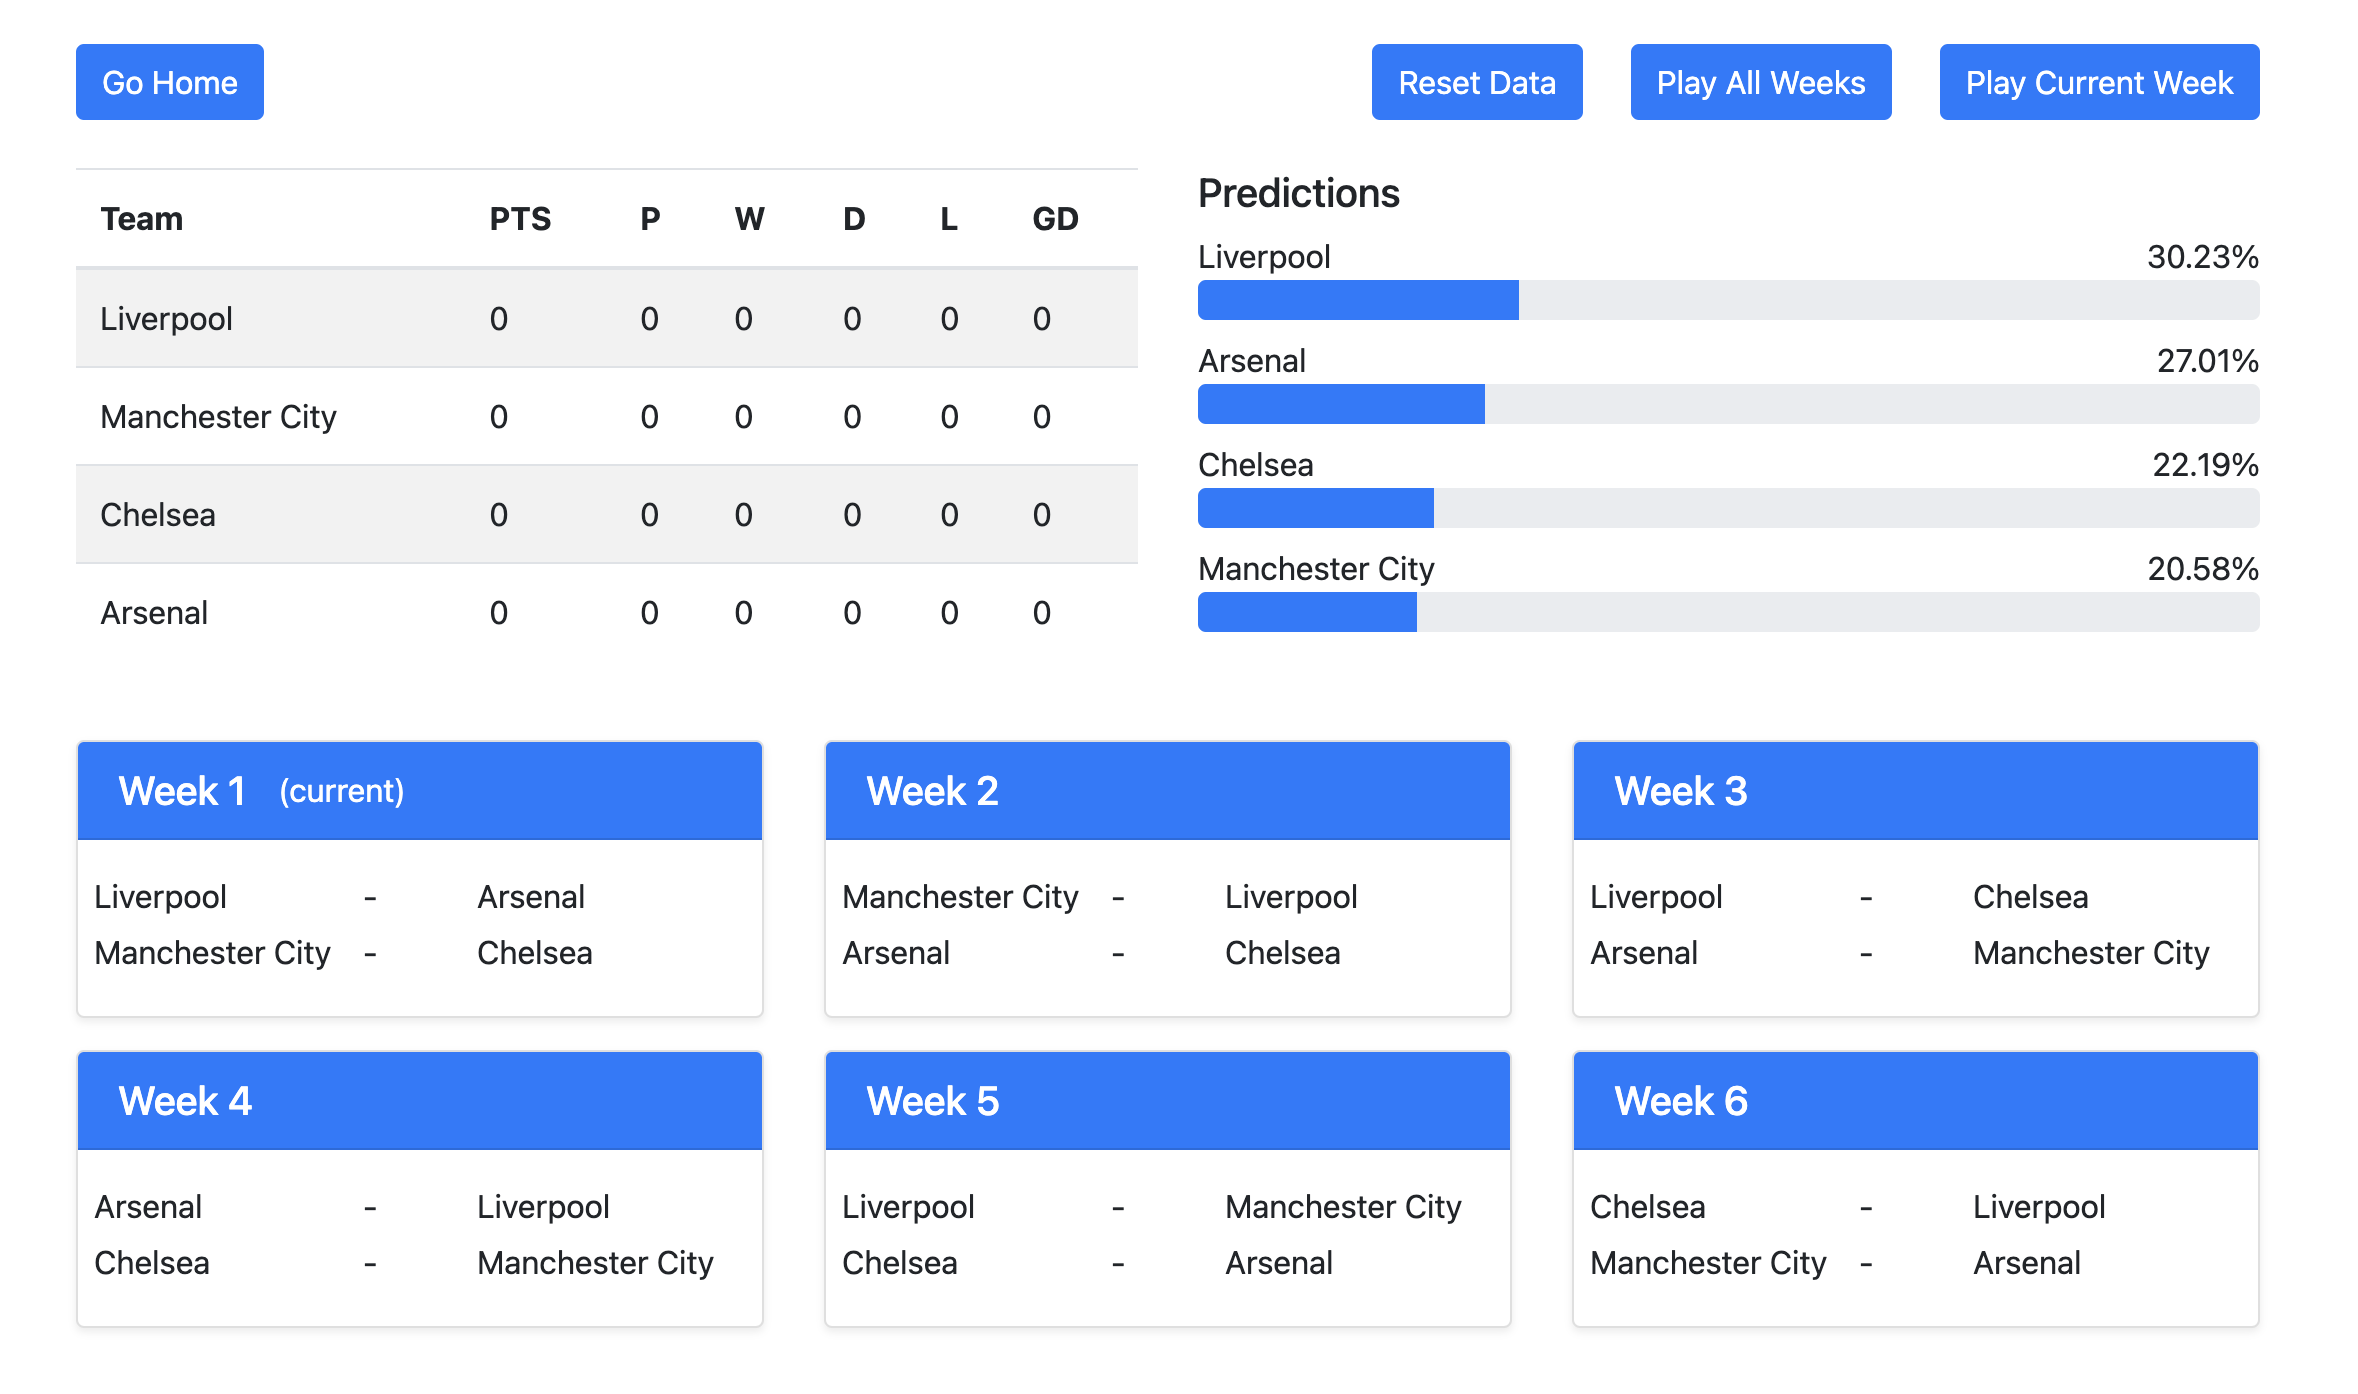 Go Home
Reset Data
Play All Weeks
Play Current Week
Team PTS P W D L GD
Liverpool 0 0 0 0 0 0
Manchester City 0 0 0 0 0 0
Chelsea 0 0 0 0 0 0
Arsenal 0 0 0 0 0 0
Predictions
Liverpool 30.23%
Arsenal 27.01%
Chelsea 22.19%
Manchester City 20.58%
Week 1 (current)
Liverpool - Arsenal
Manchester City - Chelsea
Week 2
Manchester City - Liverpool
Arsenal - Chelsea
Week 3
Liverpool - Chelsea
Arsenal - Manchester City
Week 4
Arsenal - Liverpool
Chelsea - Manchester City
Week 5
Liverpool - Manchester City
Chelsea - Arsenal
Week 6
Chelsea - Liverpool
Manchester City - Arsenal